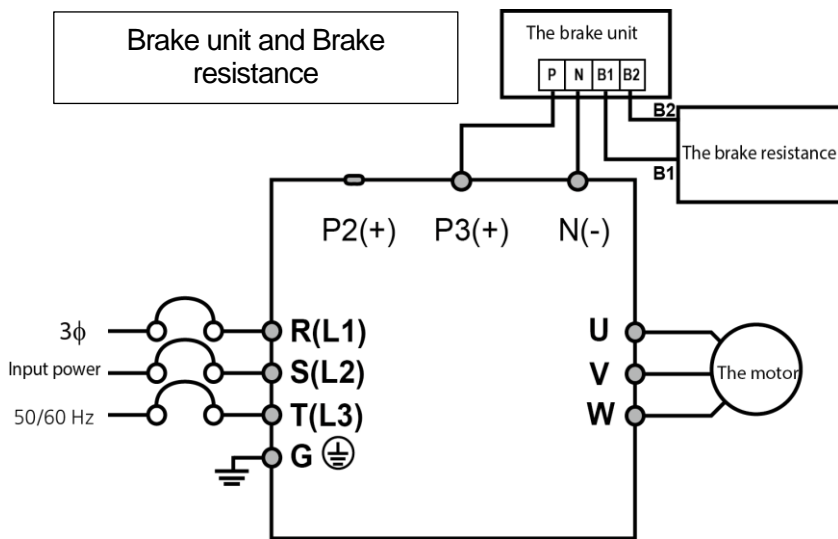 Brake unit and Brake
resistance
The brake unit
P N B1 B2
B2
The brake resistance
B1
P2(+) P3(+) N(-)
3ϕ
R(L1)
U
Input power
S(L2)
V
The motor
50/60 Hz
T(L3)
W
G